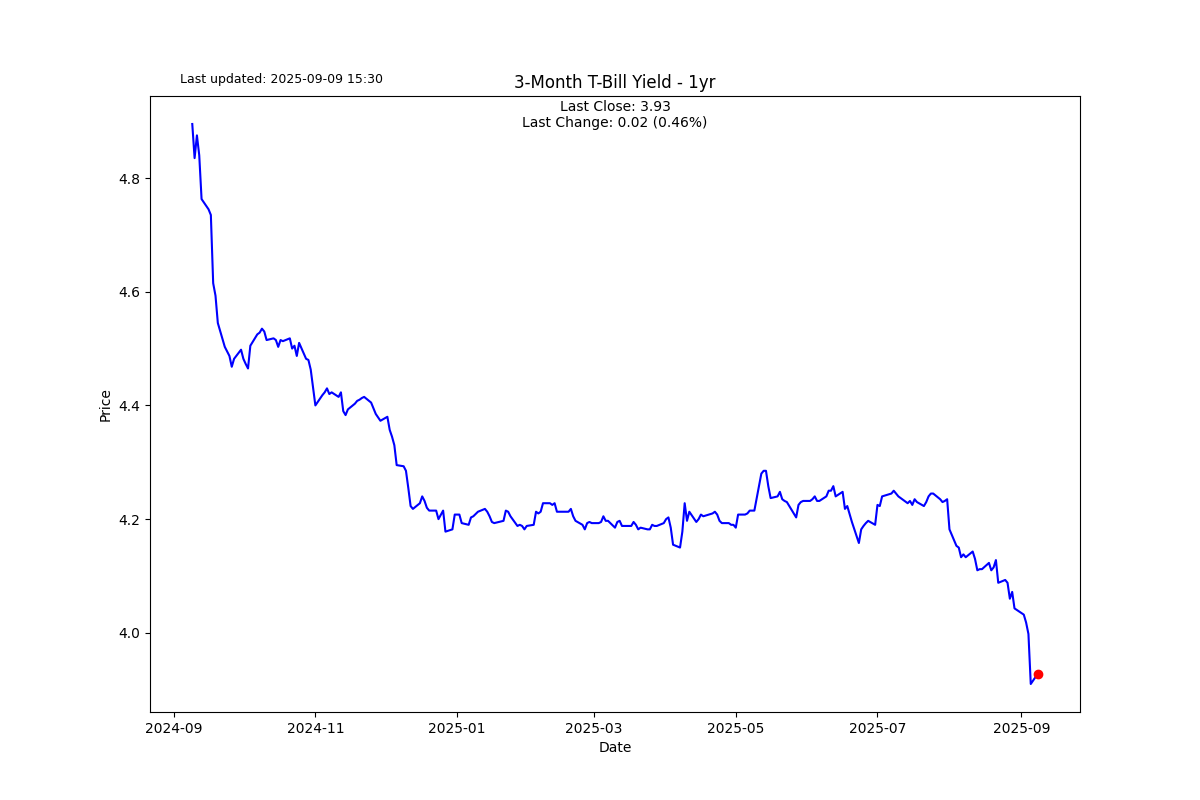 Last updated: 2025-09-09 15:30
3-Month T-Bill Yield - 1yr
Last Close: 3.93
Last Change: 0.02 (0.46%)
Price
4.8
4.6
4.4
4.2
4.0
2024-09
2024-11
2025-01
2025-03
2025-05
2025-07
2025-09
Date